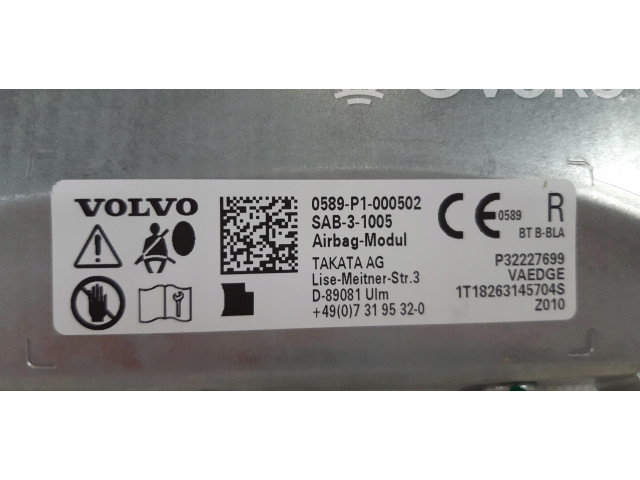 VOLVO
0589-P1-000502
SAB-3-1005
Airbag-Modul
TAKATA AG
Lise-Meitner-Str.3
D-89081 Ulm
+49(0)7 31 95 32-0
CE 0589 R
BT B-BLA
P32227699
VAEDGE
1T18263145704S
Z010